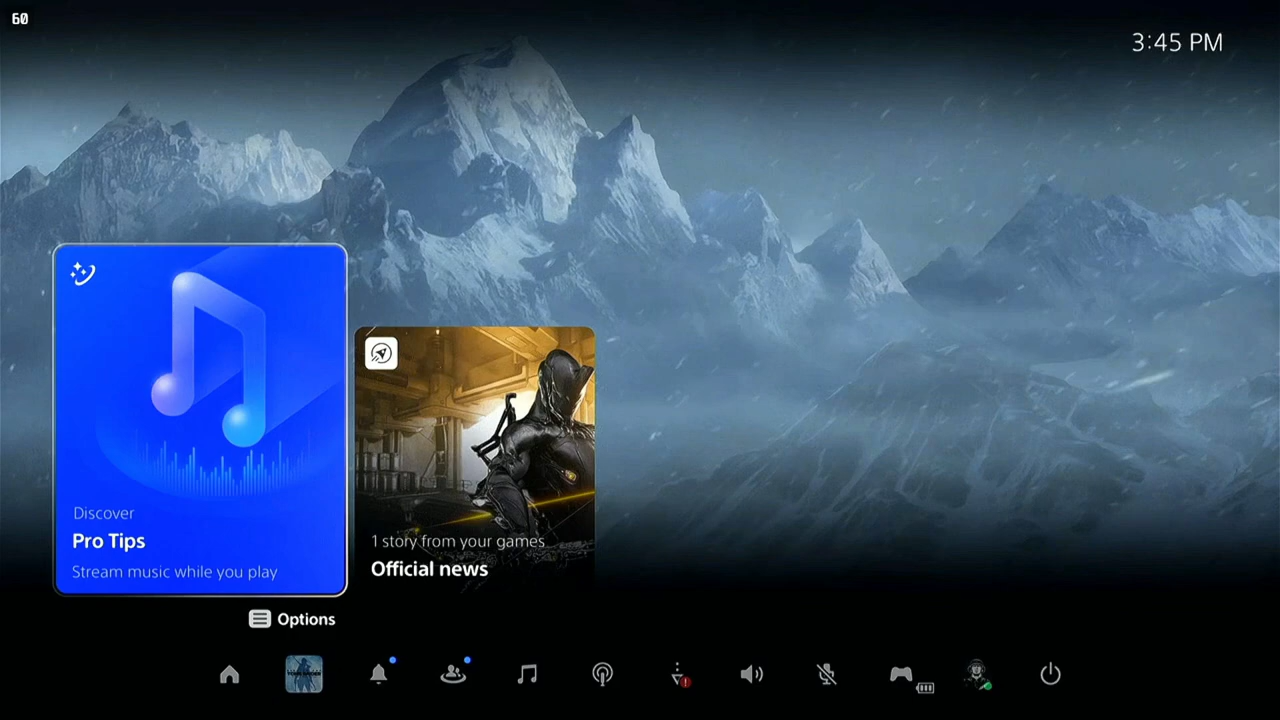 60
3:45 PM
Discover
Pro Tips
Stream music while you play
1 story from your games
Official news
Options